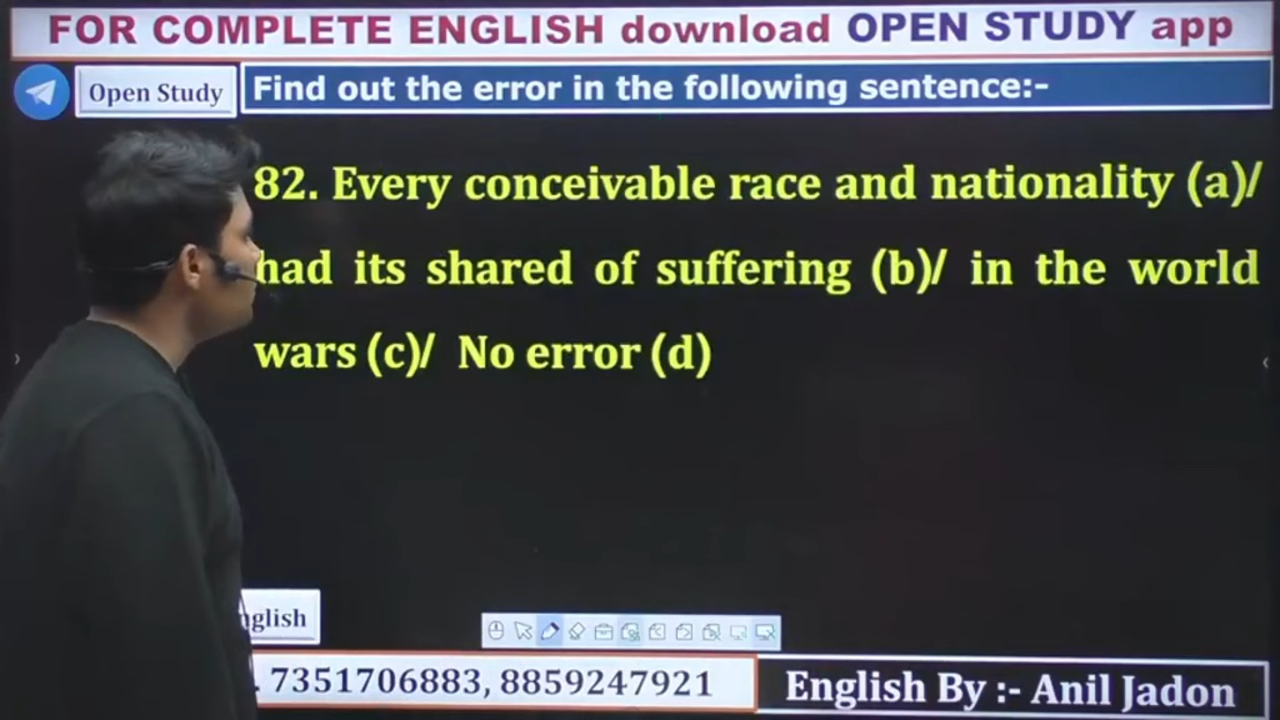 FOR COMPLETE ENGLISH download OPEN STUDY app
Open Study
Find out the error in the following sentence:-
82. Every conceivable race and nationality (a)/
had its shared of suffering (b)/ in the world
wars (c)/ No error (d)
7351706883, 8859247921
English By :- Anil Jadon